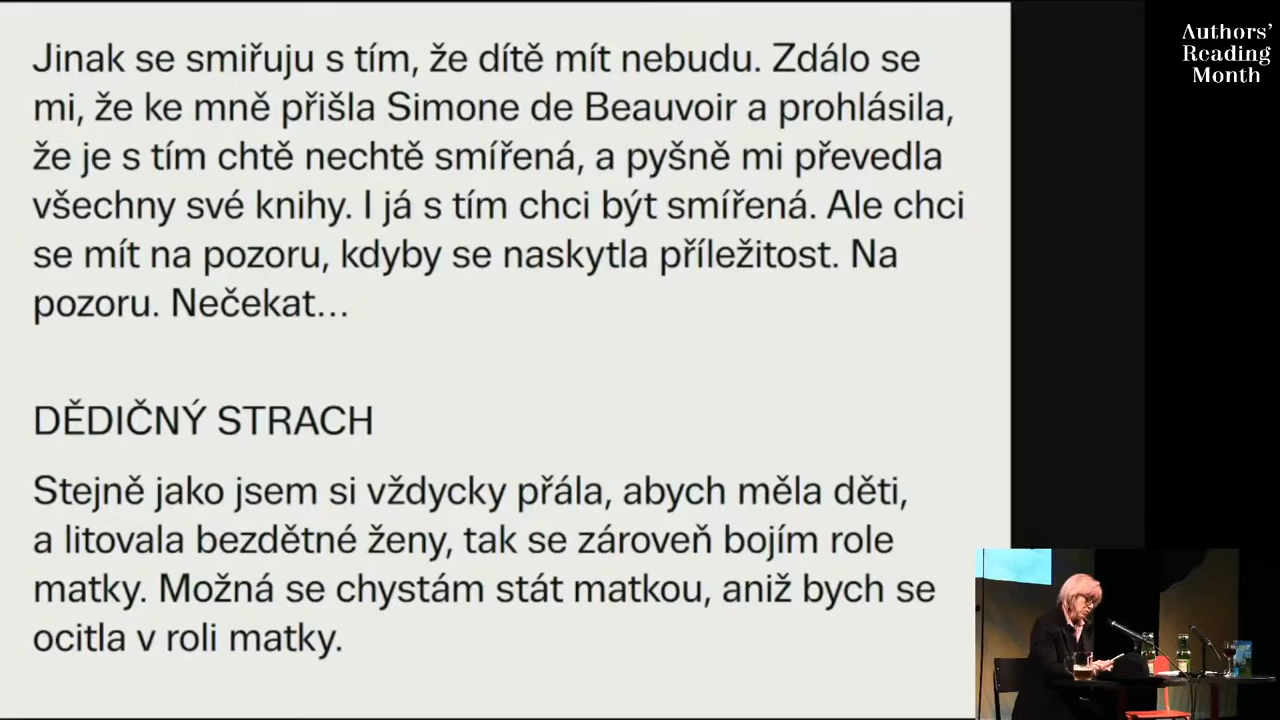 Jinak se smiřuju s tím, že dítě mít nebudu. Zdálo se
mi, že ke mně přišla Simone de Beauvoir a prohlásila,
že je s tím chtě nechtě smířená, a pyšně mi převedla
všechny své knihy. I já s tím chci být smířená. Ale chci
se mít na pozoru, kdyby se naskytla příležitost. Na
pozoru. Nečekat...
DĚDIČNÝ STRACH
Stejně jako jsem si vždycky přála, abych měla děti,
a litovala bezdětné ženy, tak se zároveň bojím role
matky. Možná se chystám stát matkou, aniž bych se
ocitla v roli matky.
Authors’
Reading
Month